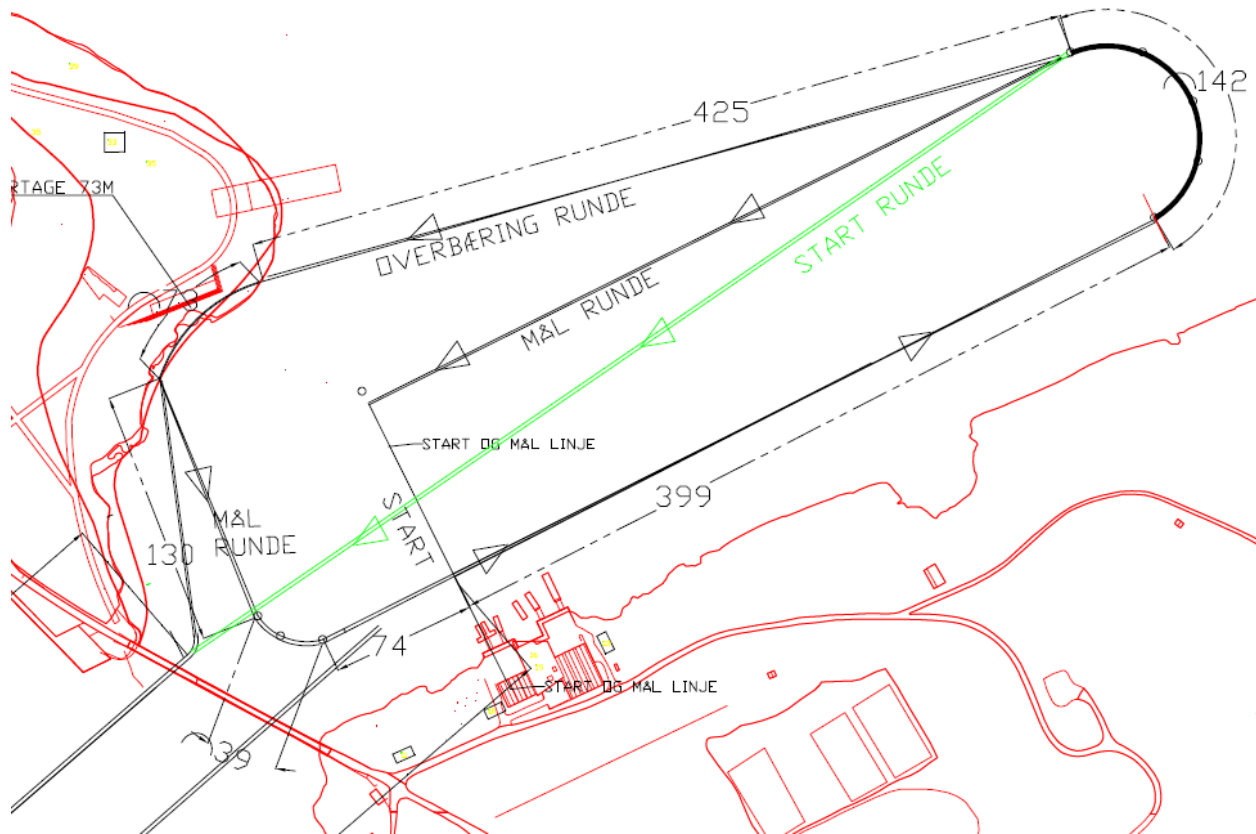 142
425
RTAGE 73M
OVERBÆRING RUNDE
START RUNDE
73
MÅL RUNDE
START OG MÅL LINJE
399
START
MÅL
RUNDE
130
74
START OG MÅL LINJE
39